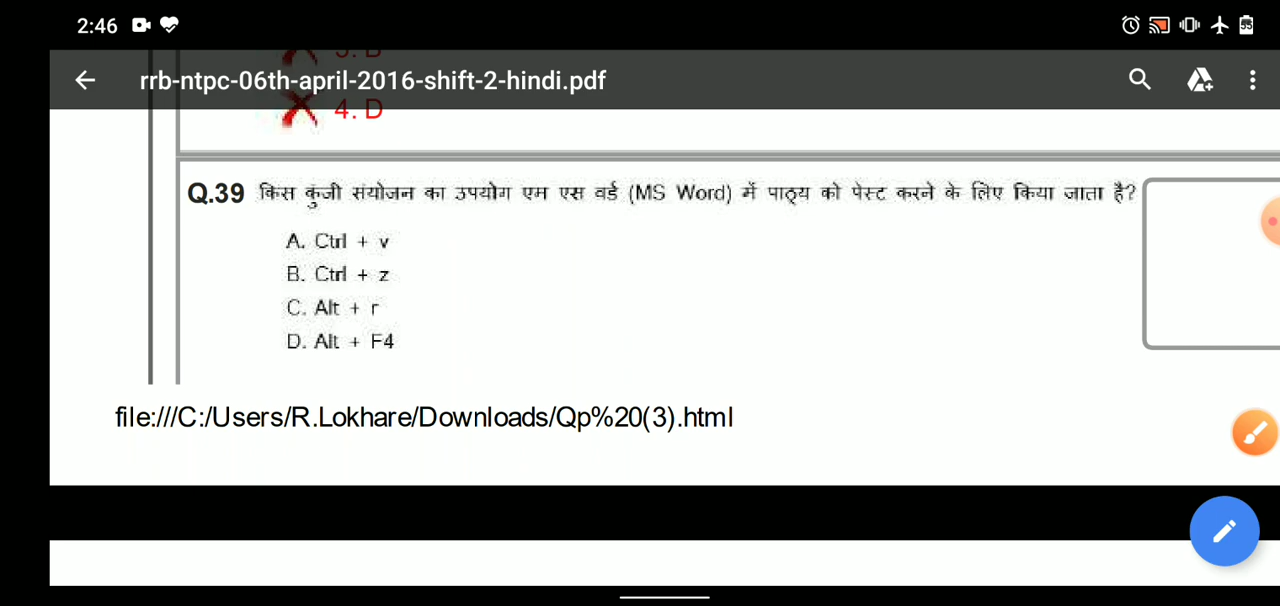 2:46
55
rrb-ntpc-06th-april-2016-shift-2-hindi.pdf
4. D
Q.39 किस कुंजी संयोजन का उपयोग एम एस वर्ड (MS Word) में पाठ्य को पेस्ट करने के लिए किया जाता है?
A. Ctrl + v
B. Ctrl + z
C. Alt + r
D. Alt + F4
file:///C:/Users/R.Lokhare/Downloads/Qp%20(3).html